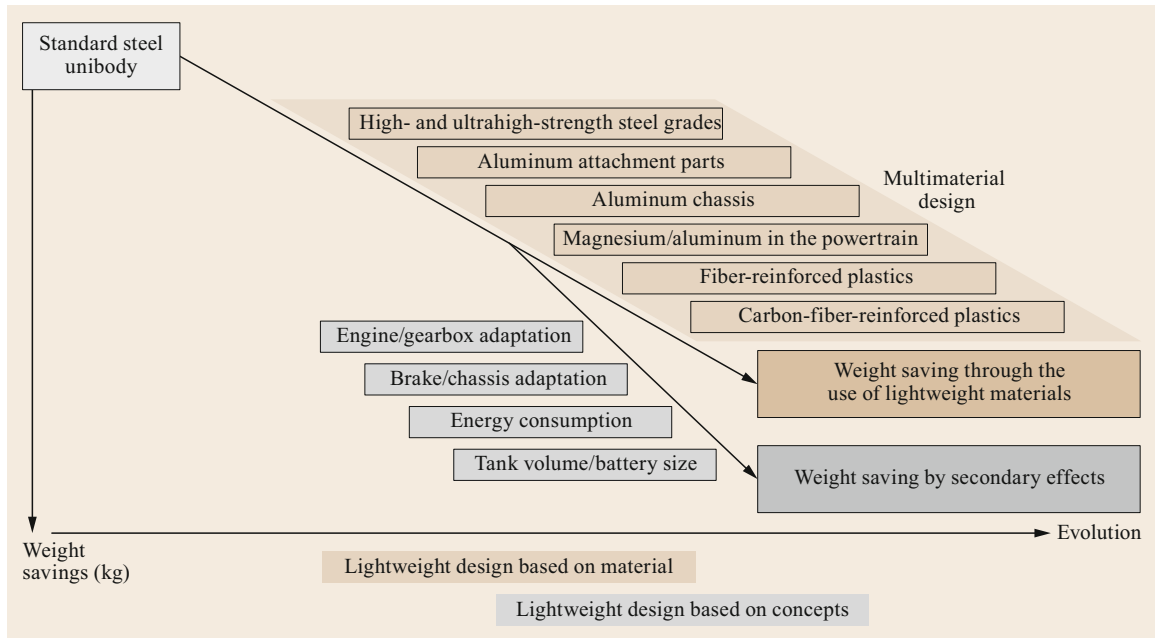 Standard steel
unibody
High- and ultrahigh-strength steel grades
Aluminum attachment parts
Multimaterial
design
Aluminum chassis
Magnesium/aluminum in the powertrain
Fiber-reinforced plastics
Carbon-fiber-reinforced plastics
Engine/gearbox adaptation
Brake/chassis adaptation
Energy consumption
Tank volume/battery size
Weight saving through the
use of lightweight materials
Weight saving by secondary effects
Evolution
Weight
savings (kg)
Lightweight design based on material
Lightweight design based on concepts